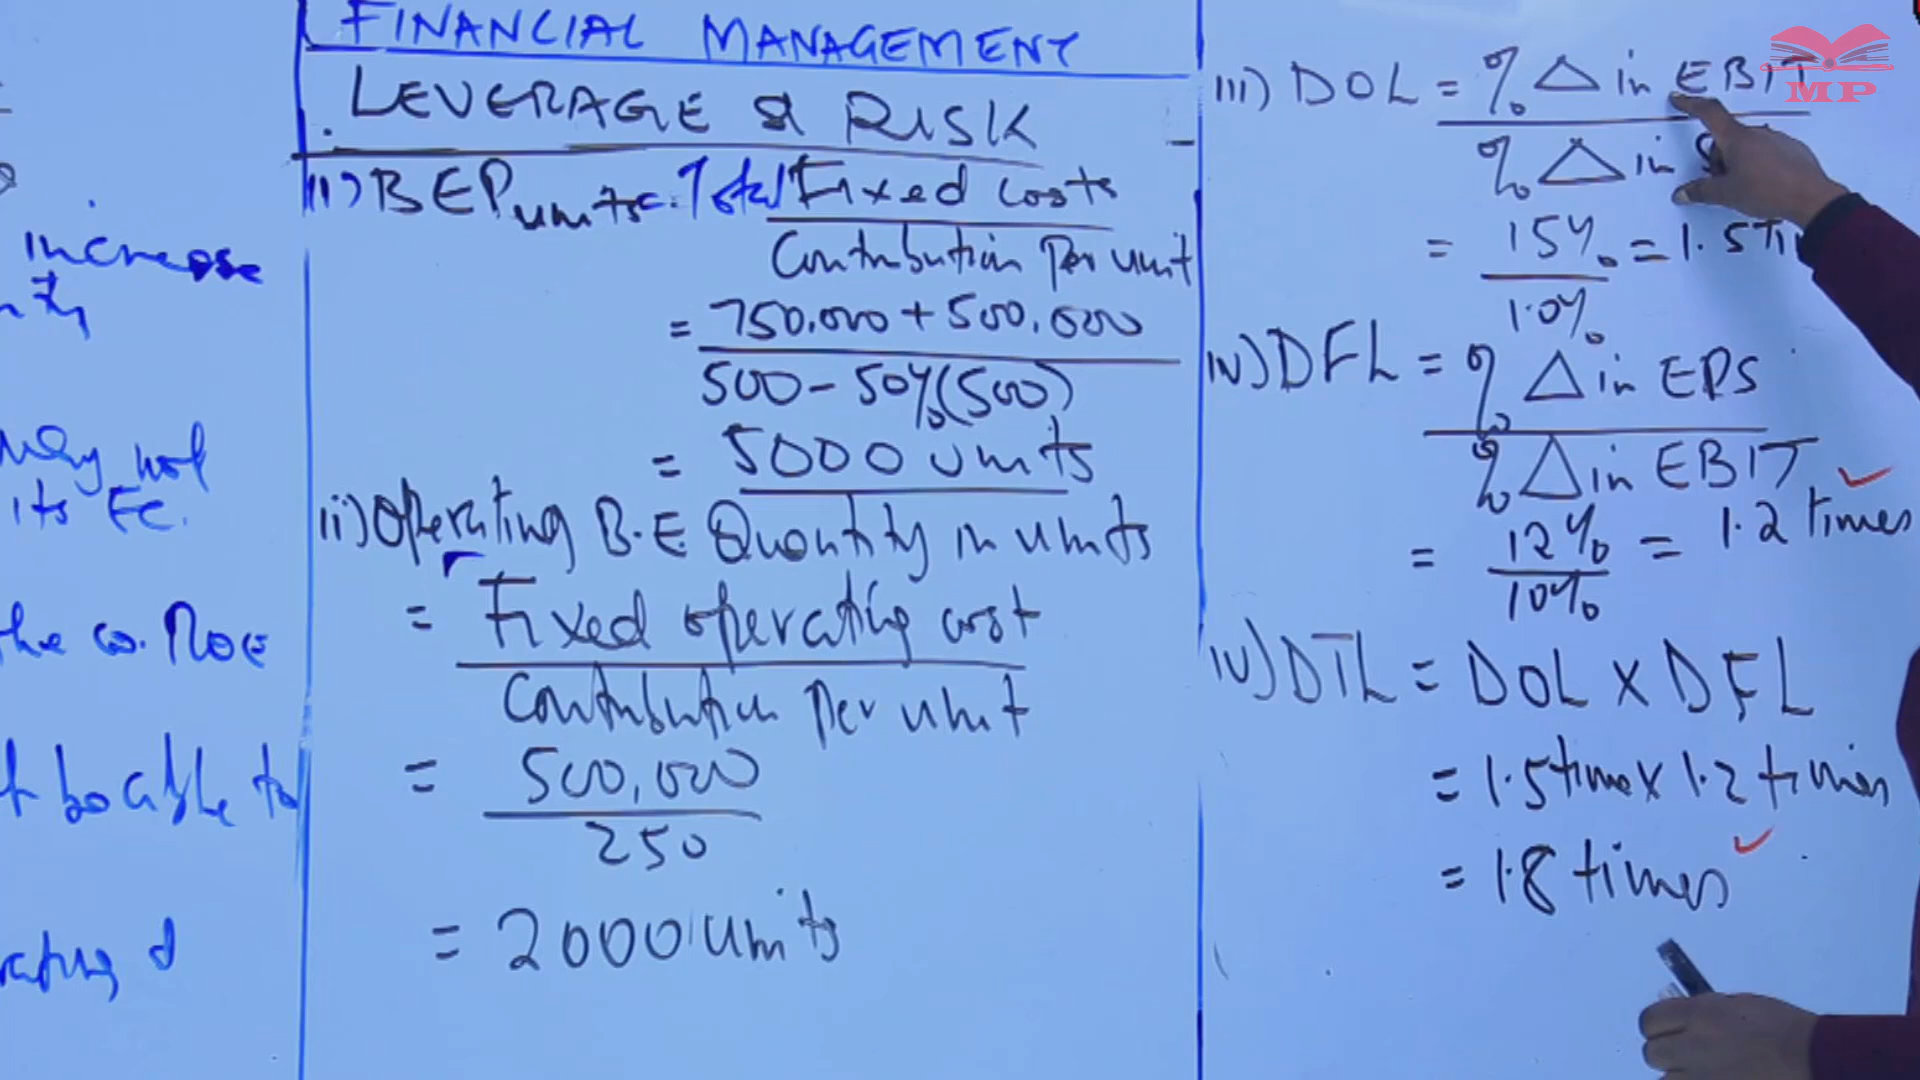 increase
may not
its FC.
the co. ROE
t be able to
rating &
FINANCIAL MANAGEMENT
LEVERAGE & RISK
ii) BEP units = Total Fixed costs
Contribution per unit
= 750,000 + 500,000
500 - 50%(500)
= 5000 units
ii) Operating B.E. Quantity in units
= Fixed operating cost
Contribution per unit
= 500,000
250
= 2000 units
iii) DOL = % Δ in EBIT
% Δ in
= 15% = 1.5
10%
iv) DFL = % Δ in EPS
% Δ in EBIT
= 12% = 1.2 times
10%
iv) DTL = DOL x DFL
= 1.5 time x 1.2 times
= 1.8 times
MP